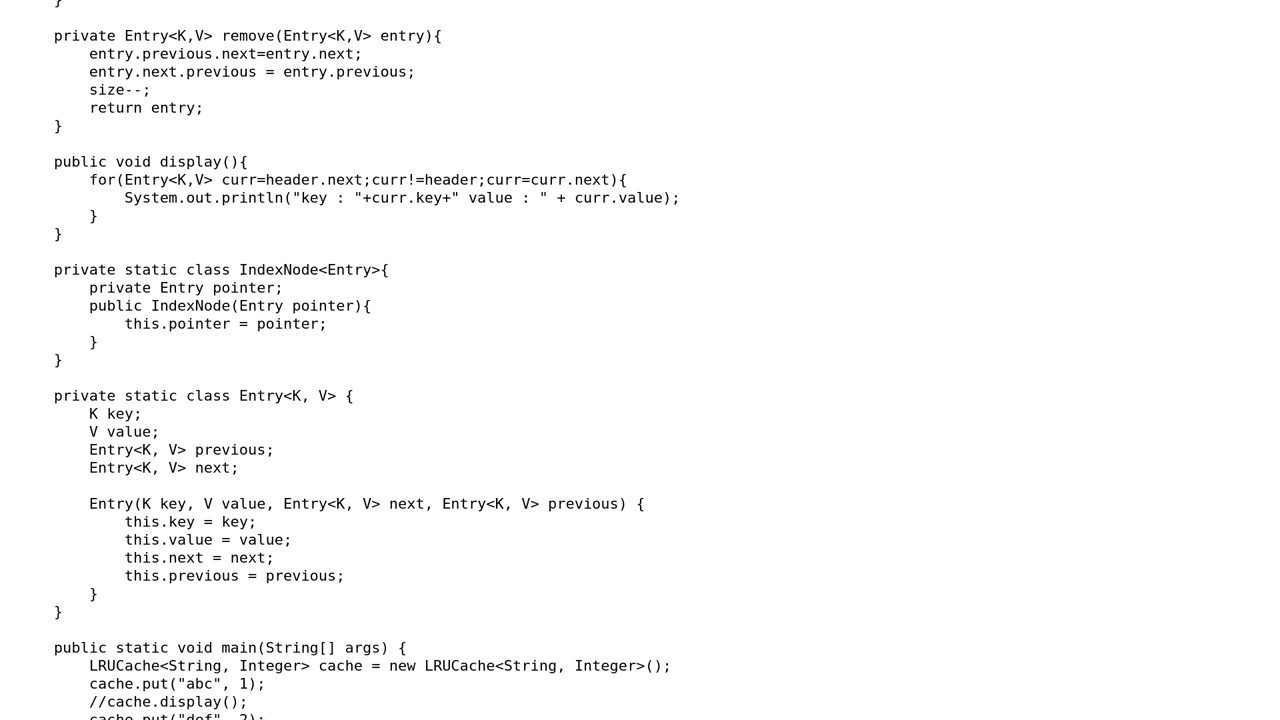 }

    private Entry<K,V> remove(Entry<K,V> entry){
        entry.previous.next=entry.next;
        entry.next.previous = entry.previous;
        size--;
        return entry;
    }

    public void display(){
        for(Entry<K,V> curr=header.next;curr!=header;curr=curr.next){
            System.out.println("key : "+curr.key+" value : " + curr.value);
        }
    }

    private static class IndexNode<Entry>{
        private Entry pointer;
        public IndexNode(Entry pointer){
            this.pointer = pointer;
        }
    }

    private static class Entry<K, V> {
        K key;
        V value;
        Entry<K, V> previous;
        Entry<K, V> next;

        Entry(K key, V value, Entry<K, V> next, Entry<K, V> previous) {
            this.key = key;
            this.value = value;
            this.next = next;
            this.previous = previous;
        }
    }

    public static void main(String[] args) {
        LRUCache<String, Integer> cache = new LRUCache<String, Integer>();
        cache.put("abc", 1);
        //cache.display();
        cache.put("def", 2);